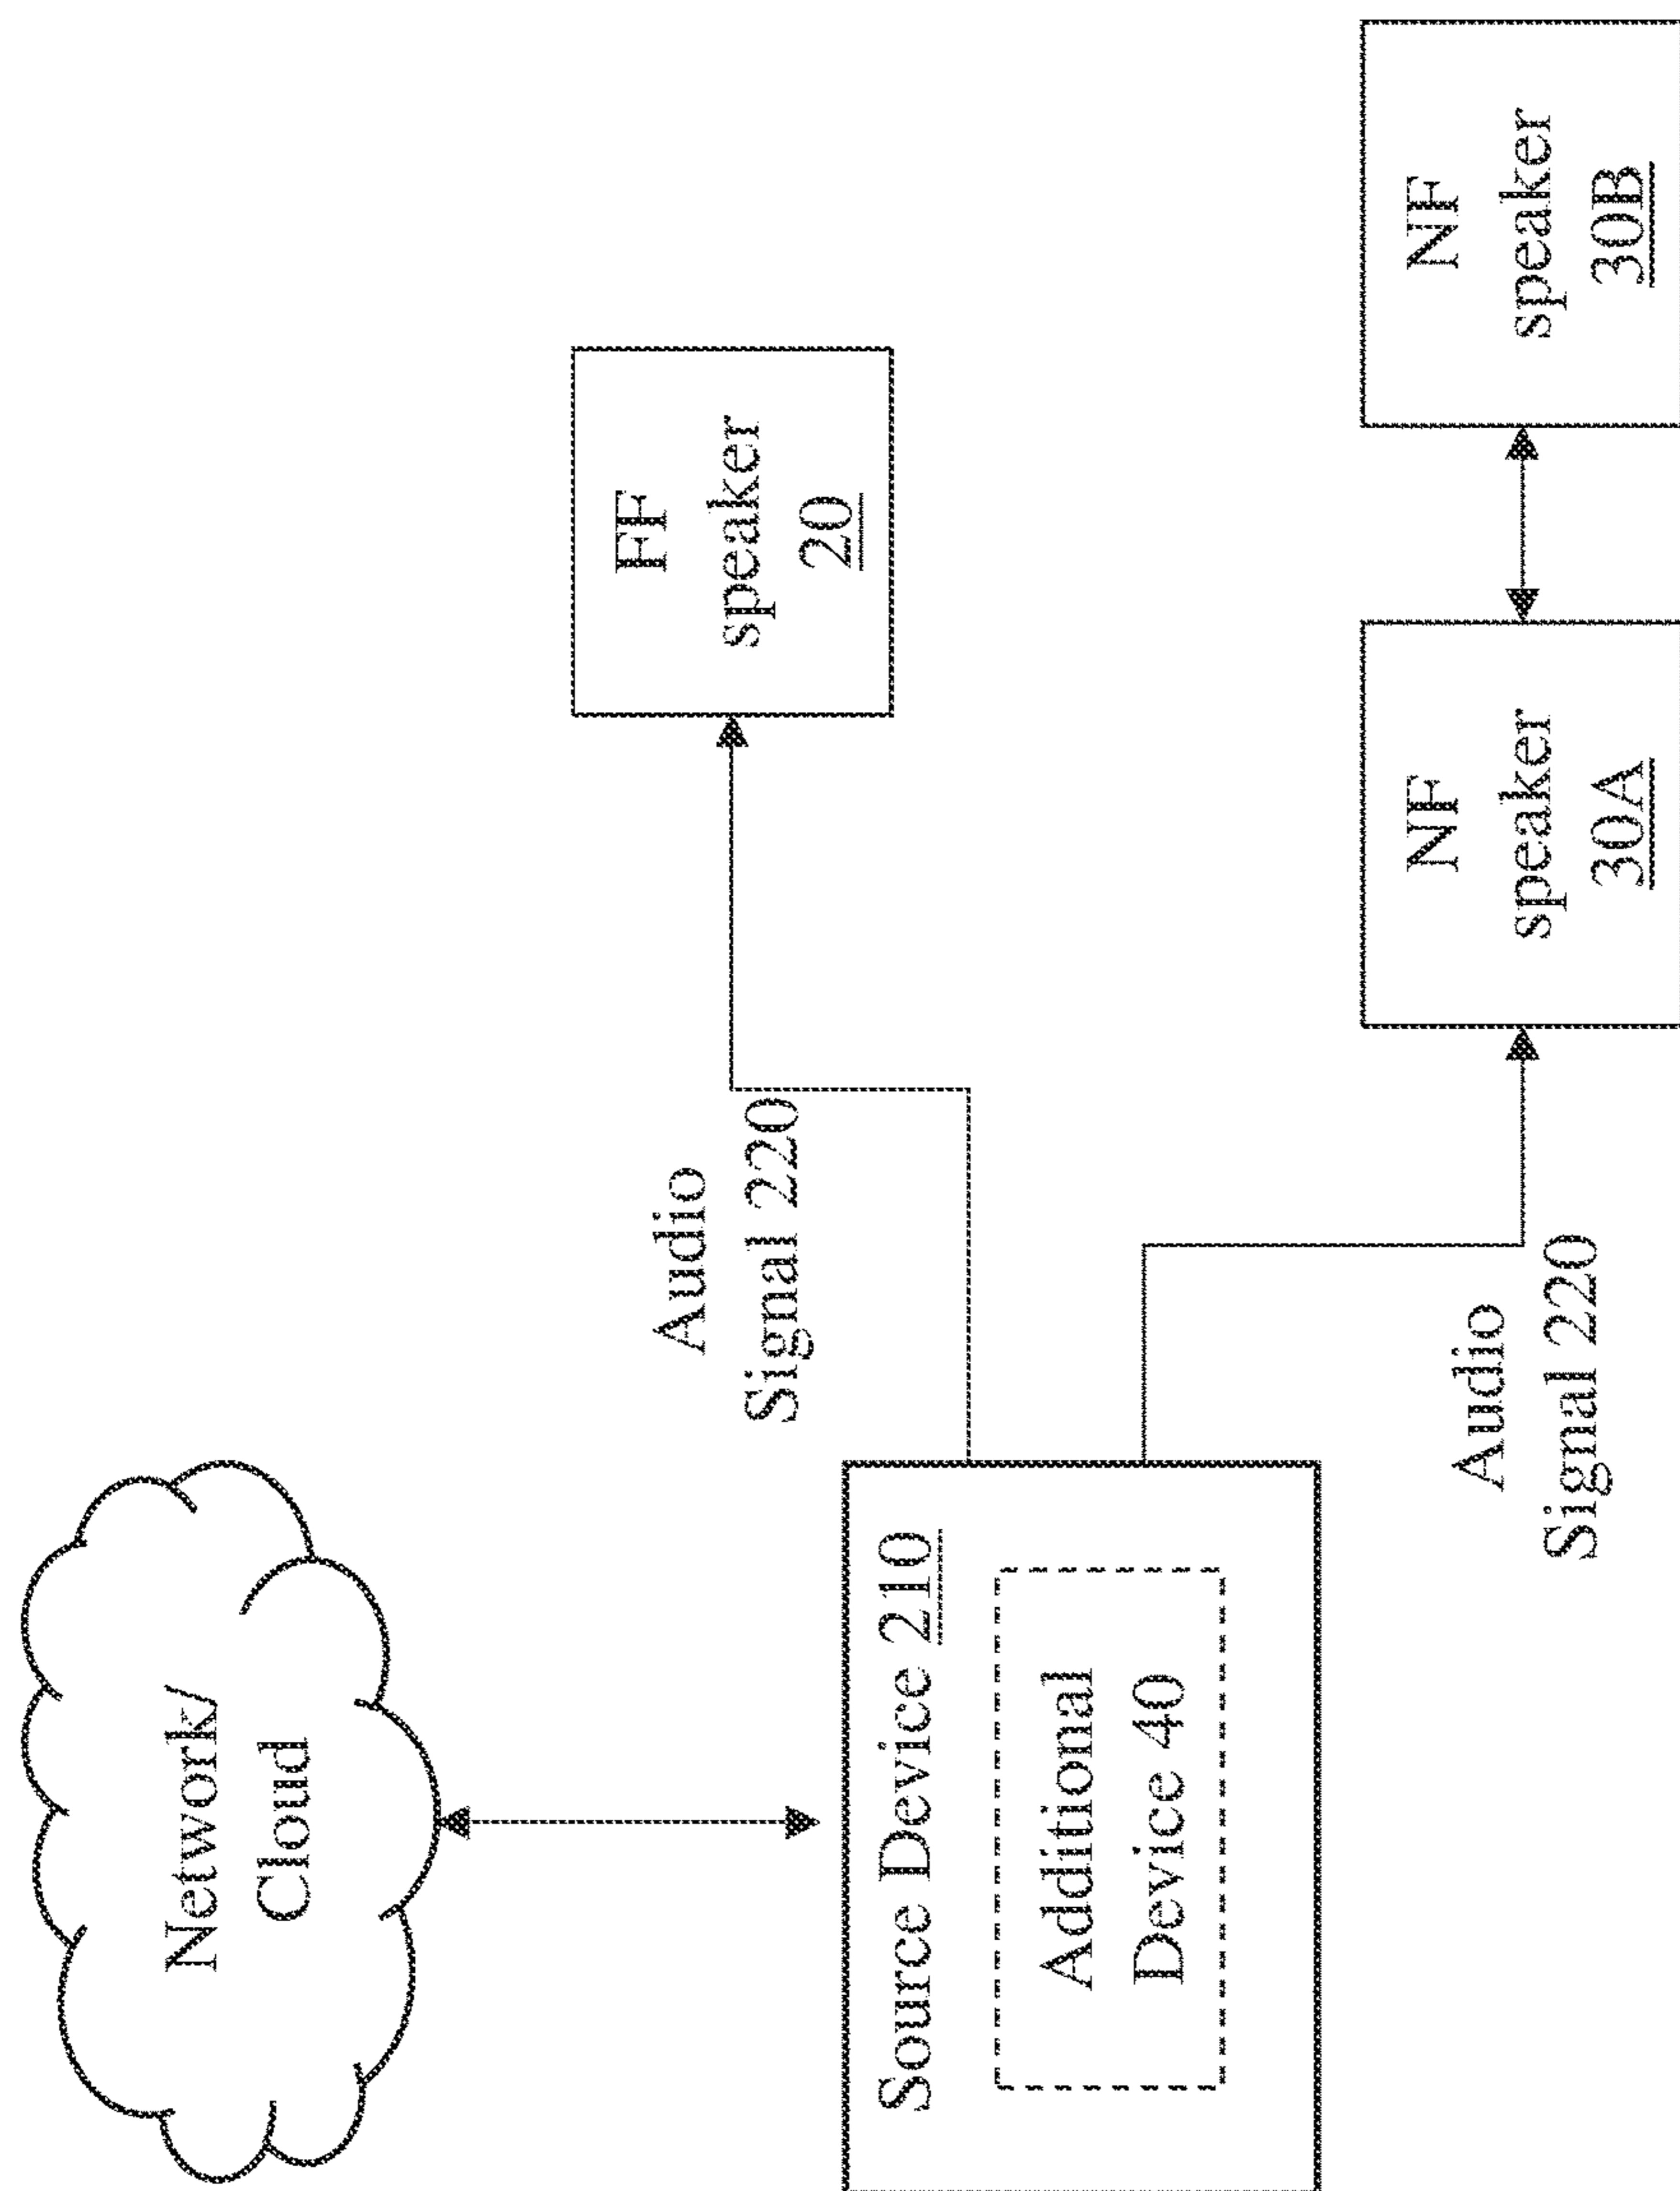 Network/
Cloud
Source Device 210
Additional
Device 40
Audio
Signal 220
FF
speaker
20
Audio
Signal 220
NF
speaker
30A
NF
speaker
30B